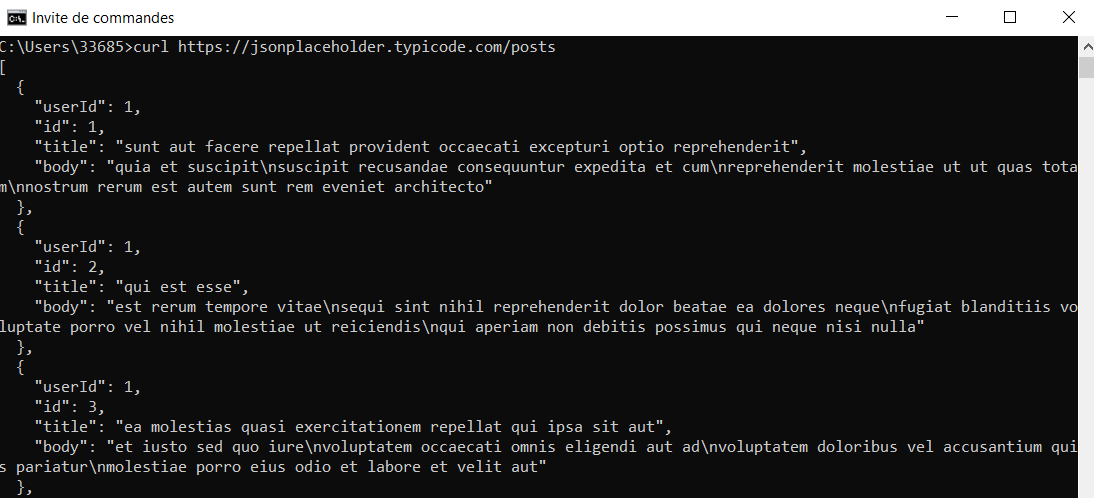 Invite de commandes
C:\Users\33685>curl https://jsonplaceholder.typicode.com/posts
[
  {
    "userId": 1,
    "id": 1,
    "title": "sunt aut facere repellat provident occaecati excepturi optio reprehenderit",
    "body": "quia et suscipit\nsuscipit recusandae consequuntur expedita et cum\nreprehenderit molestiae ut ut quas tota
m\nnostrum rerum est autem sunt rem eveniet architecto"
  },
  {
    "userId": 1,
    "id": 2,
    "title": "qui est esse",
    "body": "est rerum tempore vitae\nsequi sint nihil reprehenderit dolor beatae ea dolores neque\nfugiat blanditiis vo
luptate porro vel nihil molestiae ut reiciendis\nqui aperiam non debitis possimus qui neque nisi nulla"
  },
  {
    "userId": 1,
    "id": 3,
    "title": "ea molestias quasi exercitationem repellat qui ipsa sit aut",
    "body": "et iusto sed quo iure\nvoluptatem occaecati omnis eligendi aut ad\nvoluptatem doloribus vel accusantium qui
s pariatur\nmolestiae porro eius odio et labore et velit aut"
  },